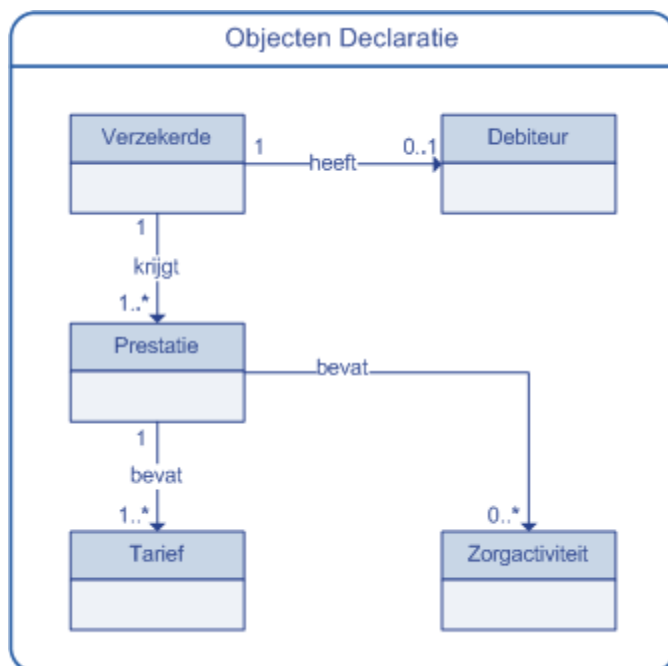 Objecten Declaratie
Verzekerde
Debiteur
1
0..1
heeft
1
krijgt
1..*
Prestatie
bevat
1
bevat
1..*
0..*
Tarief
Zorgactiviteit